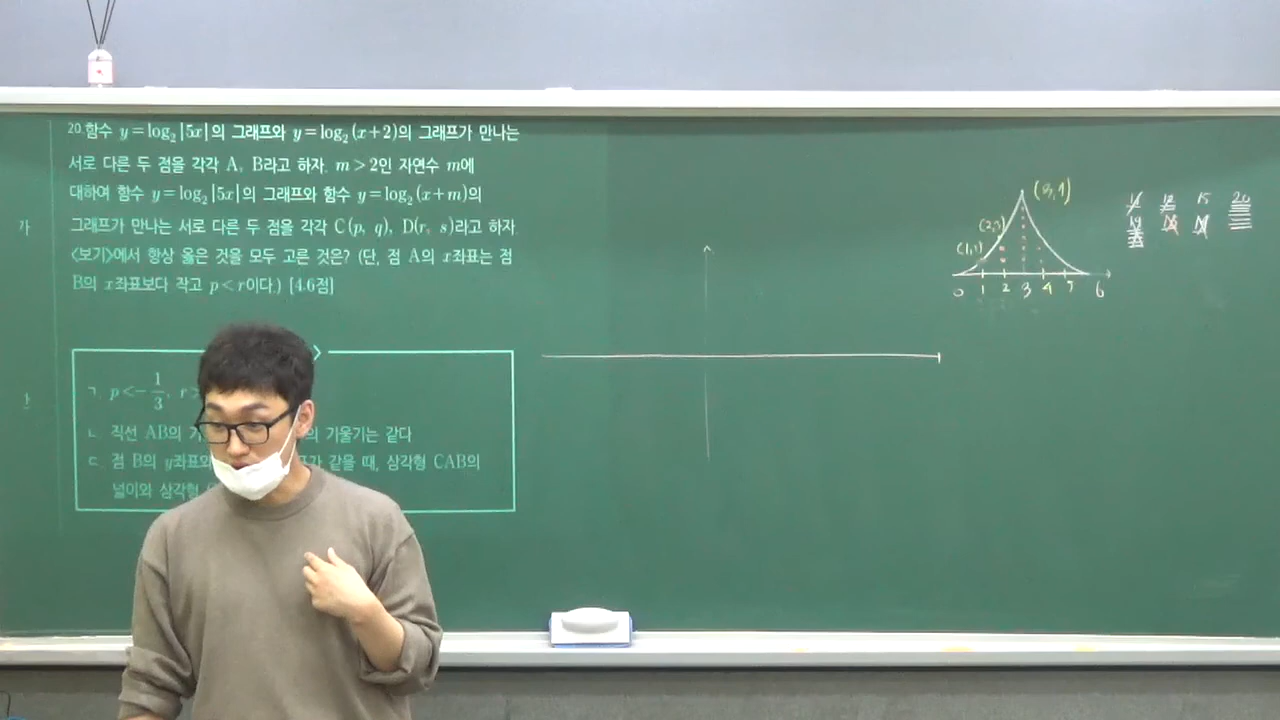 20. 함수 y=log₂|5x|의 그래프와 y=log₂(x+2)의 그래프가 만나는
서로 다른 두 점을 각각 A, B라고 하자. m>2인 자연수 m에
대하여 함수 y=log₂|5x|의 그래프와 함수 y=log₂(x+m)의
가
그래프가 만나는 서로 다른 두 점을 각각 C(p, q), D(r, s)라고 하자.
<보기>에서 항상 옳은 것을 모두 고른 것은? (단, 점 A의 x좌표는 점
B의 x좌표보다 작고 p<r이다.) [4.6점]
ㄱ. p<-1/3, r>
ㄴ. 직선 AB의 의 기울기는 같다
ㄷ. 점 B의 y좌표와 같을 때, 삼각형 CAB의
넓이와 삼각형
0 1 2 3 4 5 6
15 20